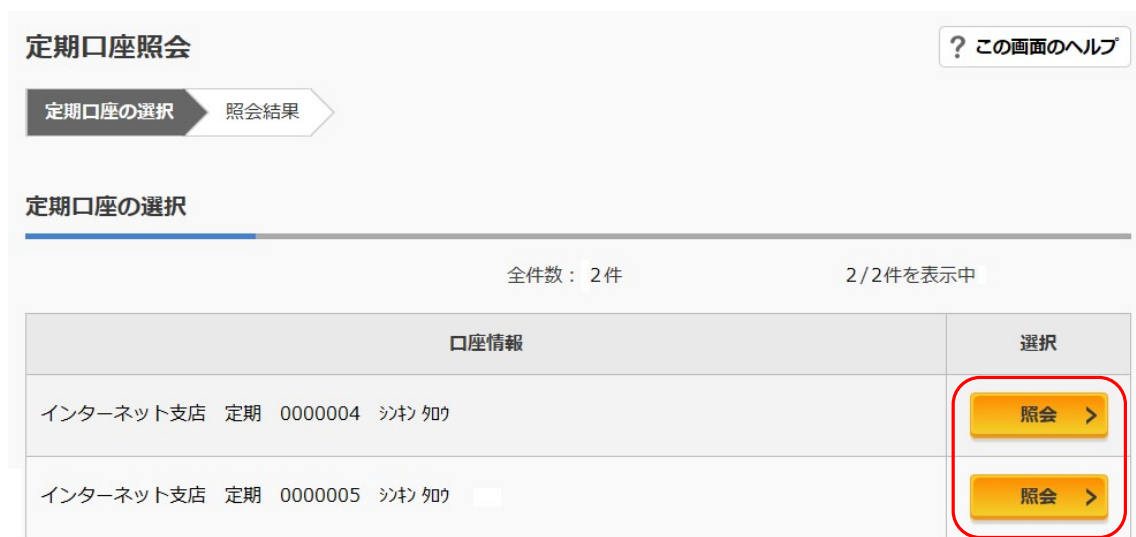 定期口座照会
? この画面のヘルプ
定期口座の選択 照会結果
定期口座の選択
全件数： 2件 2/2件を表示中
口座情報 選択
インターネット支店 定期 0000004 ｼﾝｷﾝ ﾀﾛｳ 照会
インターネット支店 定期 0000005 ｼﾝｷﾝ ﾀﾛｳ 照会